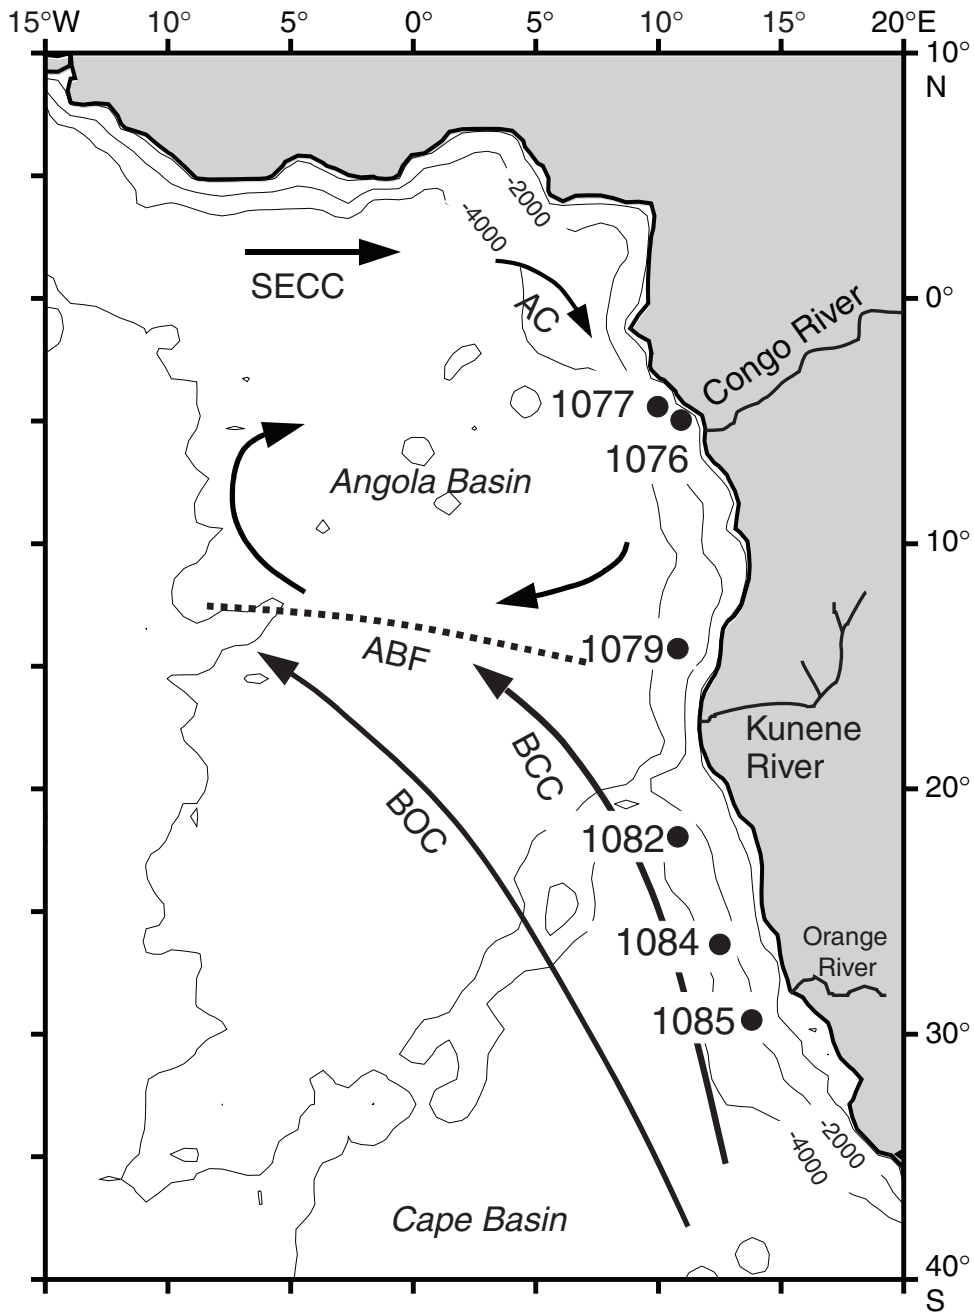 15°W 10° 5° 0° 5° 10° 15° 20°E
10°
N
-2000
-4000
SECC
AC
0°
Congo River
1077
1076
Angola Basin
10°
ABF
1079
Kunene
River
BCC
20°
BOC
1082
Orange
River
1084
1085
30°
-2000
-4000
Cape Basin
40°
S